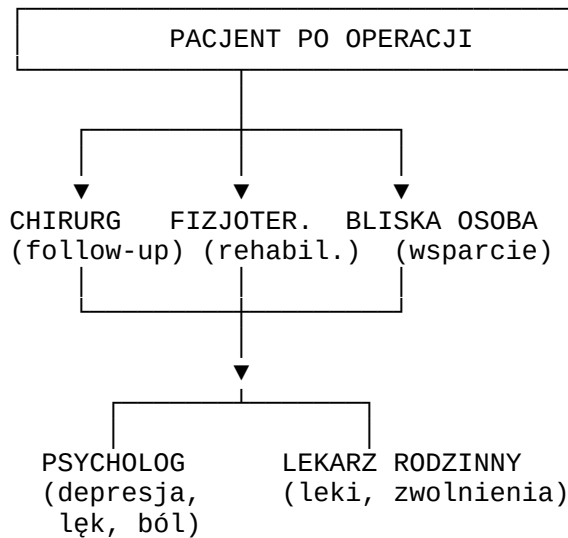 PACJENT PO OPERACJI
CHIRURG FIZJOTER. BLISKA OSOBA
(follow-up) (rehabil.) (wsparcie)
PSYCHOLOG LEKARZ RODZINNY
(depresja, (leki, zwolnienia)
lęk, ból)